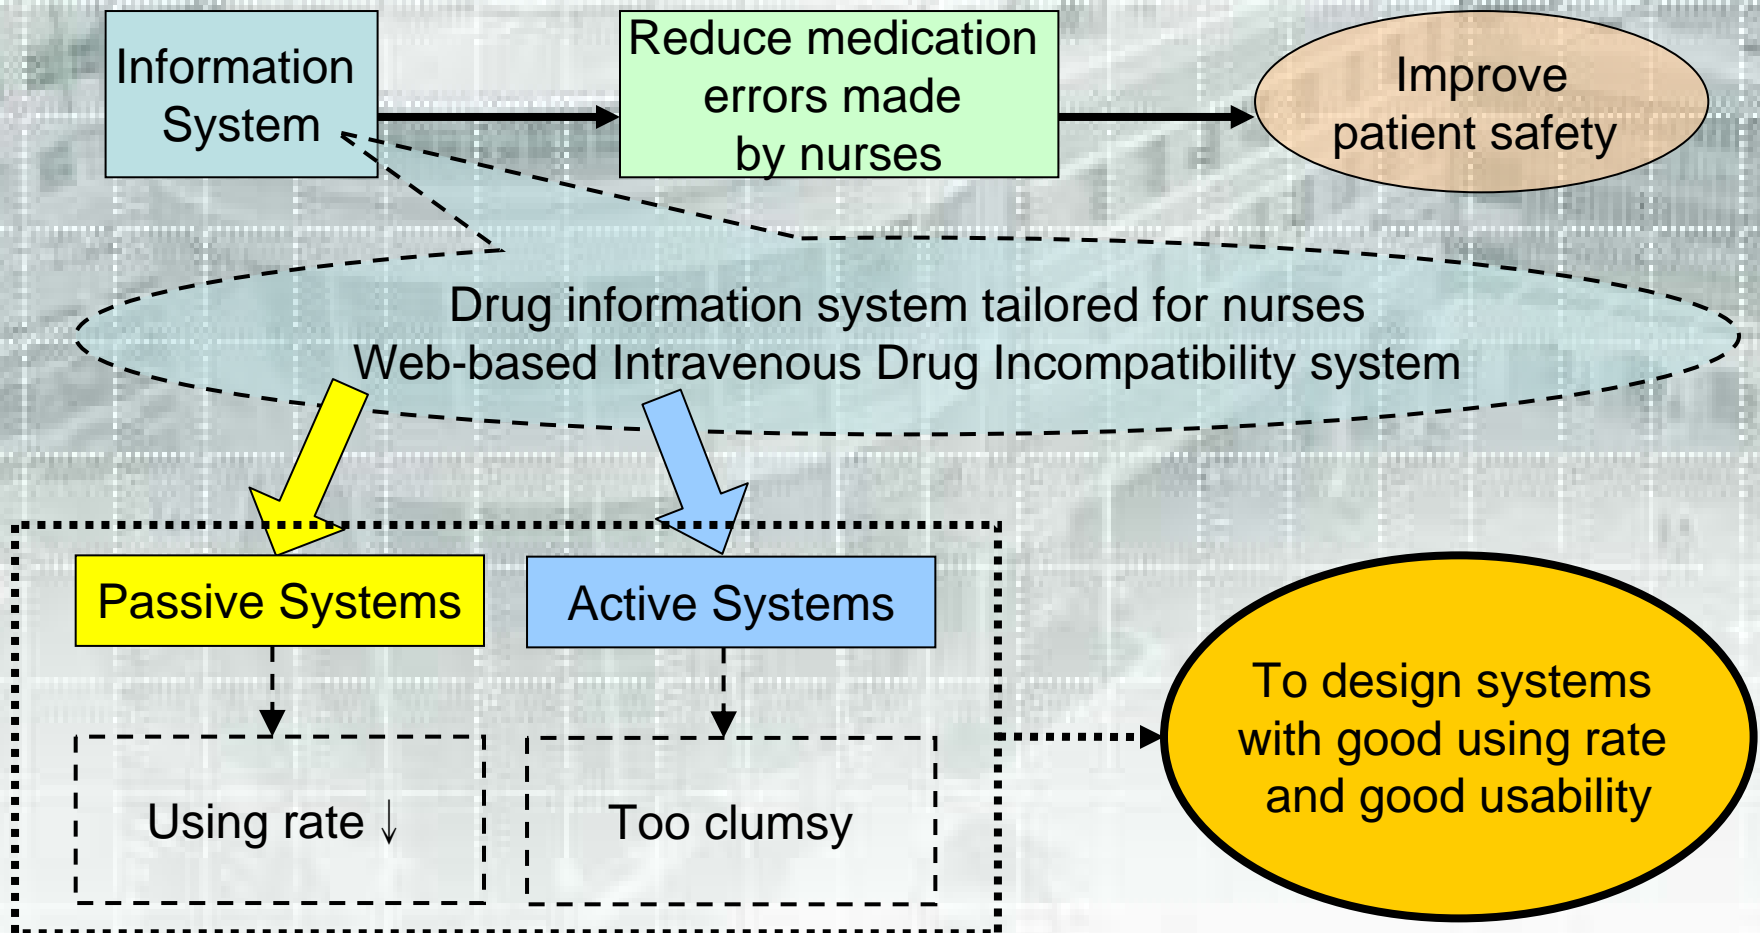 Information
System
Reduce medication
errors made
by nurses
Improve
patient safety
Drug information system tailored for nurses
Web-based Intravenous Drug Incompatibility system
Passive Systems
Active Systems
Using rate ↓
Too clumsy
To design systems
with good using rate
and good usability